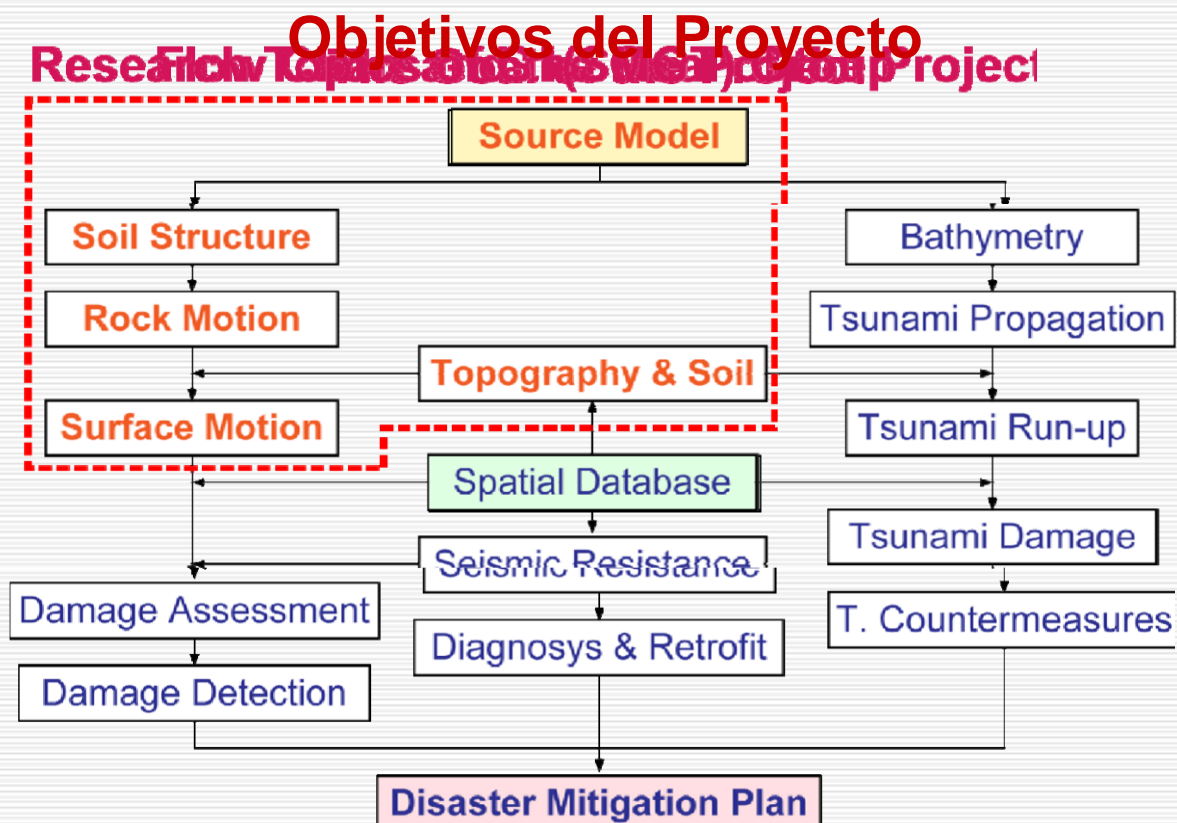 Objetivos del Proyecto
Source Model
Soil Structure
Bathymetry
Rock Motion
Tsunami Propagation
Topography & Soil
Surface Motion
Tsunami Run-up
Spatial Database
Tsunami Damage
Seismic Resistance
Damage Assessment
T. Countermeasures
Diagnosys & Retrofit
Damage Detection
Disaster Mitigation Plan